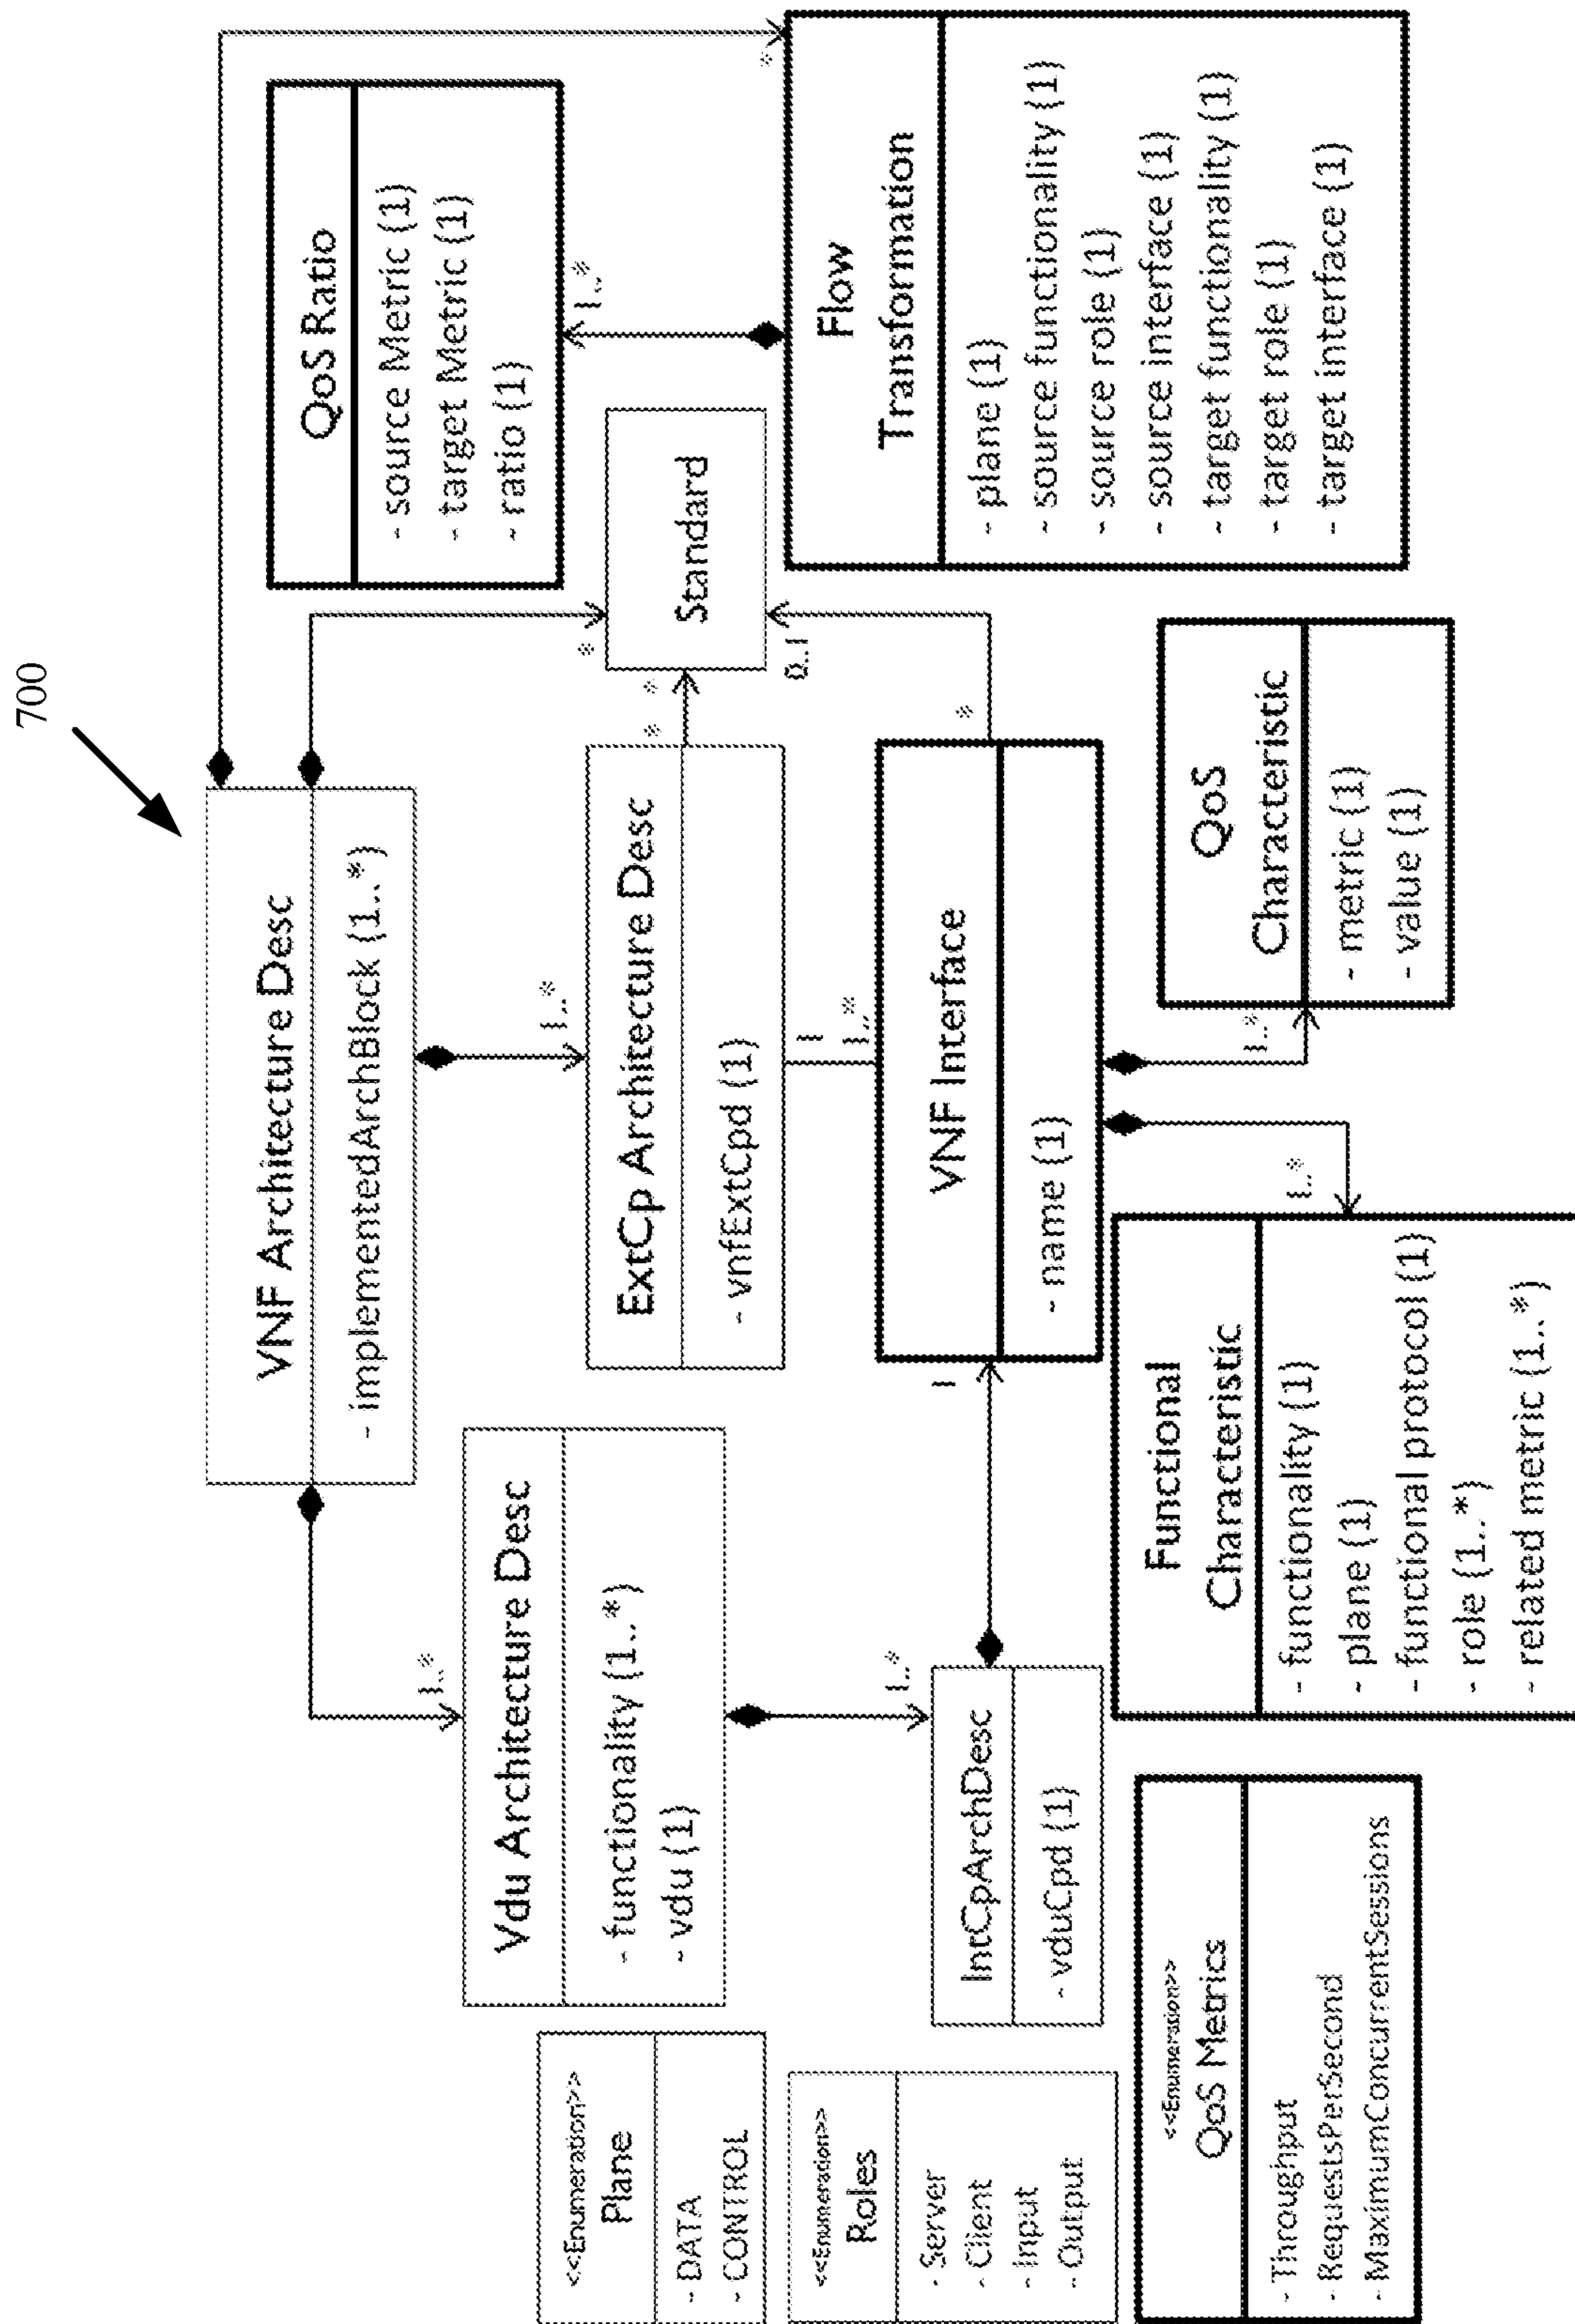 700
VNF Architecture Desc
- implementedArchBlock {1..*}
1..*
1..*
*
*
QoS Ratio
- source Metric {1}
- target Metric {1}
- ratio {1}
1..*
<<Enumeration>>
Plane
- DATA
- CONTROL
Vdu Architecture Desc
- functionality {1..*}
- vdu {1}
1..*
ExtCp Architecture Desc
- vnfExtCpd {1}
*
*
1
1..*
Standard
0..1
*
<<Enumeration>>
Roles
- Server
- Client
- Input
- Output
IntCpArchDesc
- vduCpd {1}
1
VNF Interface
- name {1}
1..*
1..*
Flow
Transformation
- plane {1}
- source functionality {1}
- source role {1}
- source interface {1}
- target functionality {1}
- target role {1}
- target interface {1}
<<Enumeration>>
QoS Metrics
- Throughput
- RequestsPerSecond
- MaximumConcurrentSessions
Functional
Characteristic
- functionality {1}
- plane {1}
- functional protocol {1}
- role {1..*}
- related metric {1..*}
QoS
Characteristic
- metric {1}
- value {1}